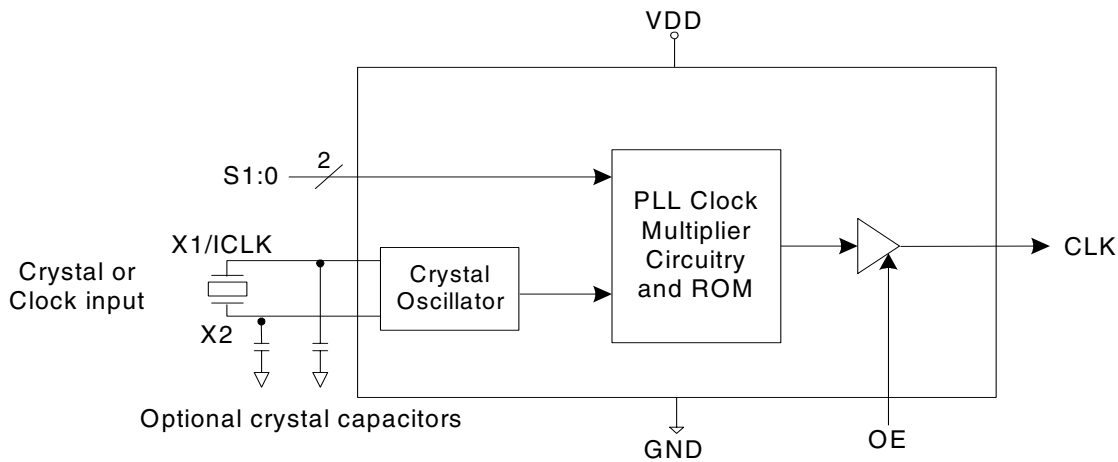 VDD
2
S1:0
PLL Clock
Multiplier
Circuitry
and ROM
X1/ICLK
CLK
Crystal or
Clock input
Crystal
Oscillator
X2
Optional crystal capacitors
GND
OE